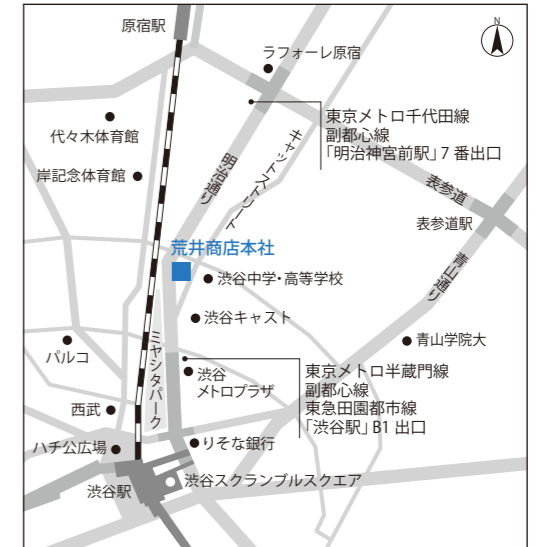 原宿駅
N
ラフォーレ原宿
東京メトロ千代田線
副都心線
「明治神宮前駅」7 番出口
代々木体育館
岸記念体育館
明治通り
キャットストリート
表参道
表参道駅
青山通り
荒井商店本社
渋谷中学・高等学校
渋谷キャスト
青山学院大
パルコ
ミヤシタパーク
渋谷
メトロプラザ
東京メトロ半蔵門線
副都心線
東急田園都市線
「渋谷駅」B1 出口
西武
ハチ公広場
りそな銀行
渋谷スクランブルスクエア
渋谷駅